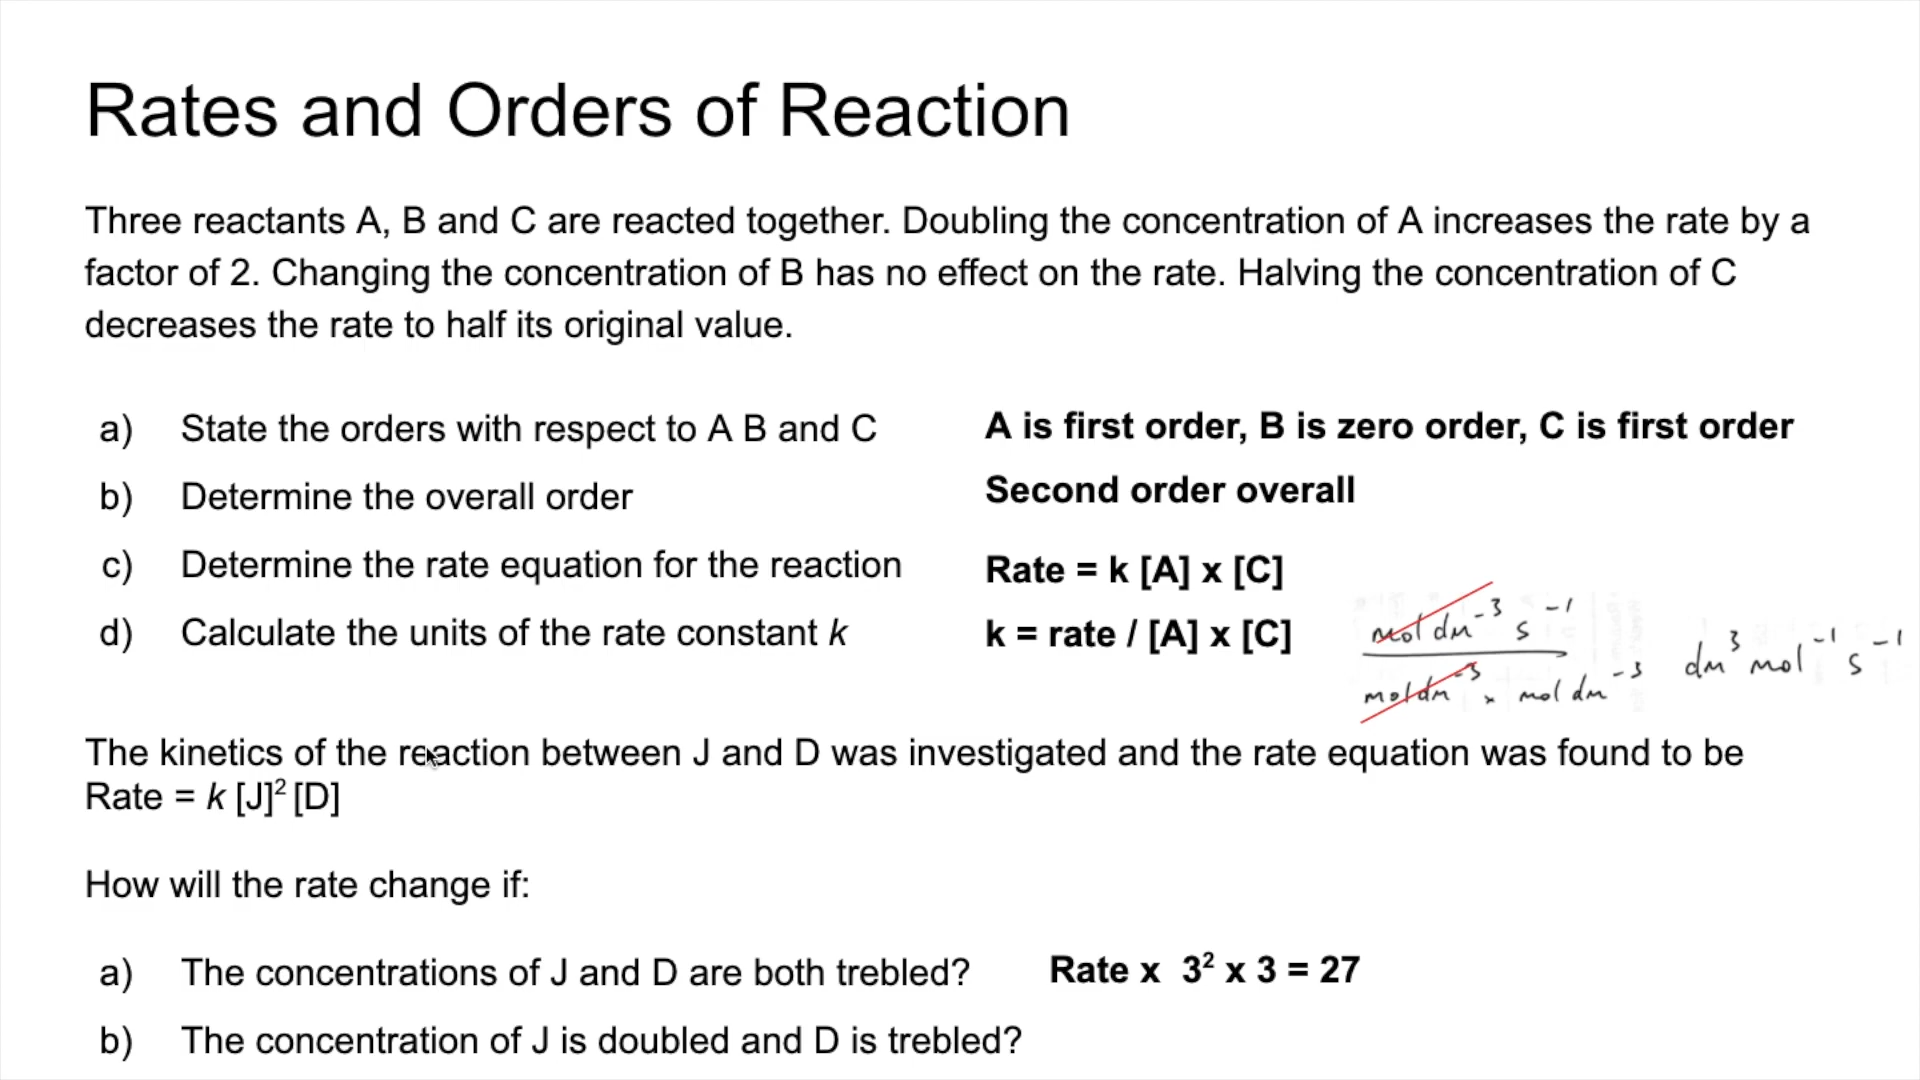 Rates and Orders of Reaction
Three reactants A, B and C are reacted together. Doubling the concentration of A increases the rate by a
factor of 2. Changing the concentration of B has no effect on the rate. Halving the concentration of C
decreases the rate to half its original value.
a) State the orders with respect to A B and C
A is first order, B is zero order, C is first order
b) Determine the overall order
Second order overall
c) Determine the rate equation for the reaction
Rate = k [A] x [C]
d) Calculate the units of the rate constant k
k = rate / [A] x [C]
mol dm⁻³ s⁻¹
mol dm⁻³ x mol dm⁻³
dm³ mol⁻¹ s⁻¹
The kinetics of the reaction between J and D was investigated and the rate equation was found to be
Rate = k [J]² [D]
How will the rate change if:
a) The concentrations of J and D are both trebled?
Rate x 3² x 3 = 27
b) The concentration of J is doubled and D is trebled?